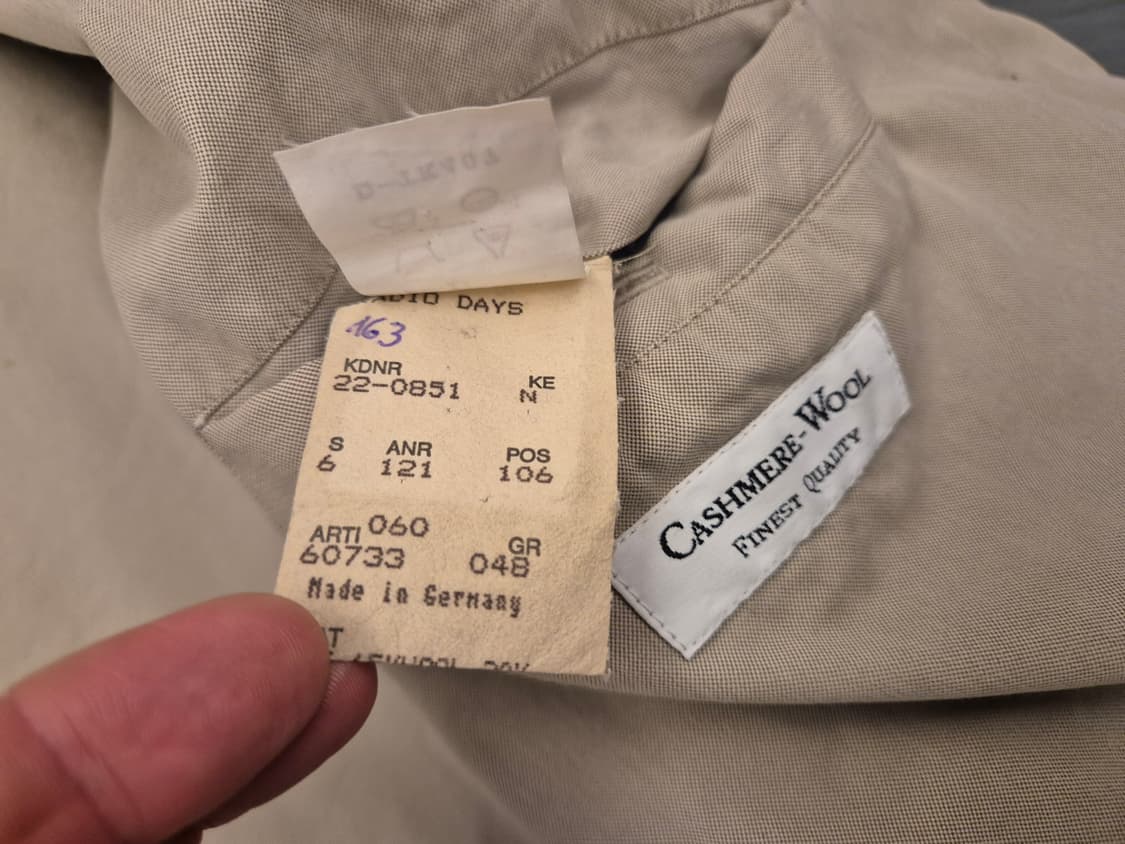 DAYS
163
KDNR KE
22-0851 N
S ANR POS
6 121 106
ARTI 060 GR
60733 048
Made in Germany
CASHMERE-WOOL
FINEST QUALITY